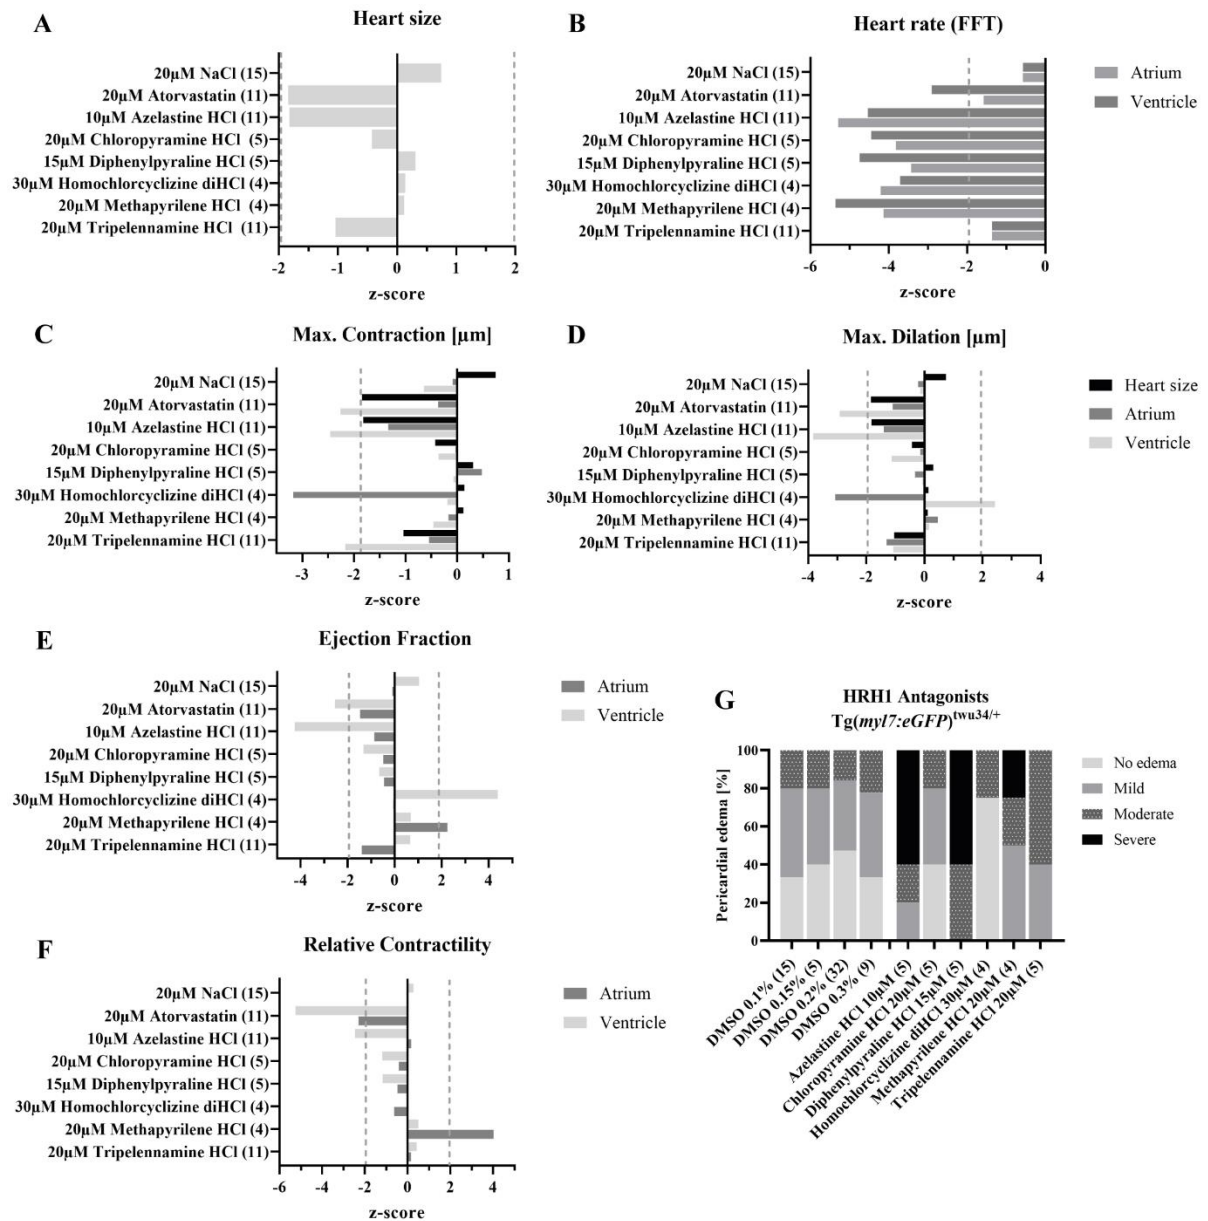 A
Heart size
20µM NaCl (15)
20µM Atorvastatin (11)
10µM Azelastine HCl (11)
20µM Chloropyramine HCl (5)
15µM Diphenylpyraline HCl (5)
30µM Homochlorcyclizine diHCl (4)
20µM Methapyrilene HCl (4)
20µM Tripelennamine HCl (11)
-2 -1 0 1 2
z-score
B
Heart rate (FFT)
20µM NaCl (15)
20µM Atorvastatin (11)
10µM Azelastine HCl (11)
20µM Chloropyramine HCl (5)
15µM Diphenylpyraline HCl (5)
30µM Homochlorcyclizine diHCl (4)
20µM Methapyrilene HCl (4)
20µM Tripelennamine HCl (11)
-6 -4 -2 0
z-score
Atrium
Ventricle
C
Max. Contraction [µm]
20µM NaCl (15)
20µM Atorvastatin (11)
10µM Azelastine HCl (11)
20µM Chloropyramine HCl (5)
15µM Diphenylpyraline HCl (5)
30µM Homochlorcyclizine diHCl (4)
20µM Methapyrilene HCl (4)
20µM Tripelennamine HCl (11)
-3 -2 -1 0 1
z-score
D
Max. Dilation [µm]
20µM NaCl (15)
20µM Atorvastatin (11)
10µM Azelastine HCl (11)
20µM Chloropyramine HCl (5)
15µM Diphenylpyraline HCl (5)
30µM Homochlorcyclizine diHCl (4)
20µM Methapyrilene HCl (4)
20µM Tripelennamine HCl (11)
-4 -2 0 2 4
z-score
Heart size
Atrium
Ventricle
E
Ejection Fraction
20µM NaCl (15)
20µM Atorvastatin (11)
10µM Azelastine HCl (11)
20µM Chloropyramine HCl (5)
15µM Diphenylpyraline HCl (5)
30µM Homochlorcyclizine diHCl (4)
20µM Methapyrilene HCl (4)
20µM Tripelennamine HCl (11)
-4 -2 0 2 4
z-score
Atrium
Ventricle
F
Relative Contractility
20µM NaCl (15)
20µM Atorvastatin (11)
10µM Azelastine HCl (11)
20µM Chloropyramine HCl (5)
15µM Diphenylpyraline HCl (5)
30µM Homochlorcyclizine diHCl (4)
20µM Methapyrilene HCl (4)
20µM Tripelennamine HCl (11)
-6 -4 -2 0 2 4
z-score
Atrium
Ventricle
G
HRH1 Antagonists
Tg(myl7:eGFP)twu34/+
Pericardial edema [%]
100
80
60
40
20
0
DMSO 0.1% (15)
DMSO 0.15% (5)
DMSO 0.2% (32)
DMSO 0.3% (9)
Azelastine HCl 10µM (5)
Chloropyramine HCl 20µM (5)
Diphenylpyraline HCl 15µM (5)
Homochlorcyclizine diHCl 30µM (4)
Methapyrilene HCl 20µM (4)
Tripelennamine HCl 20µM (5)
No edema
Mild
Moderate
Severe